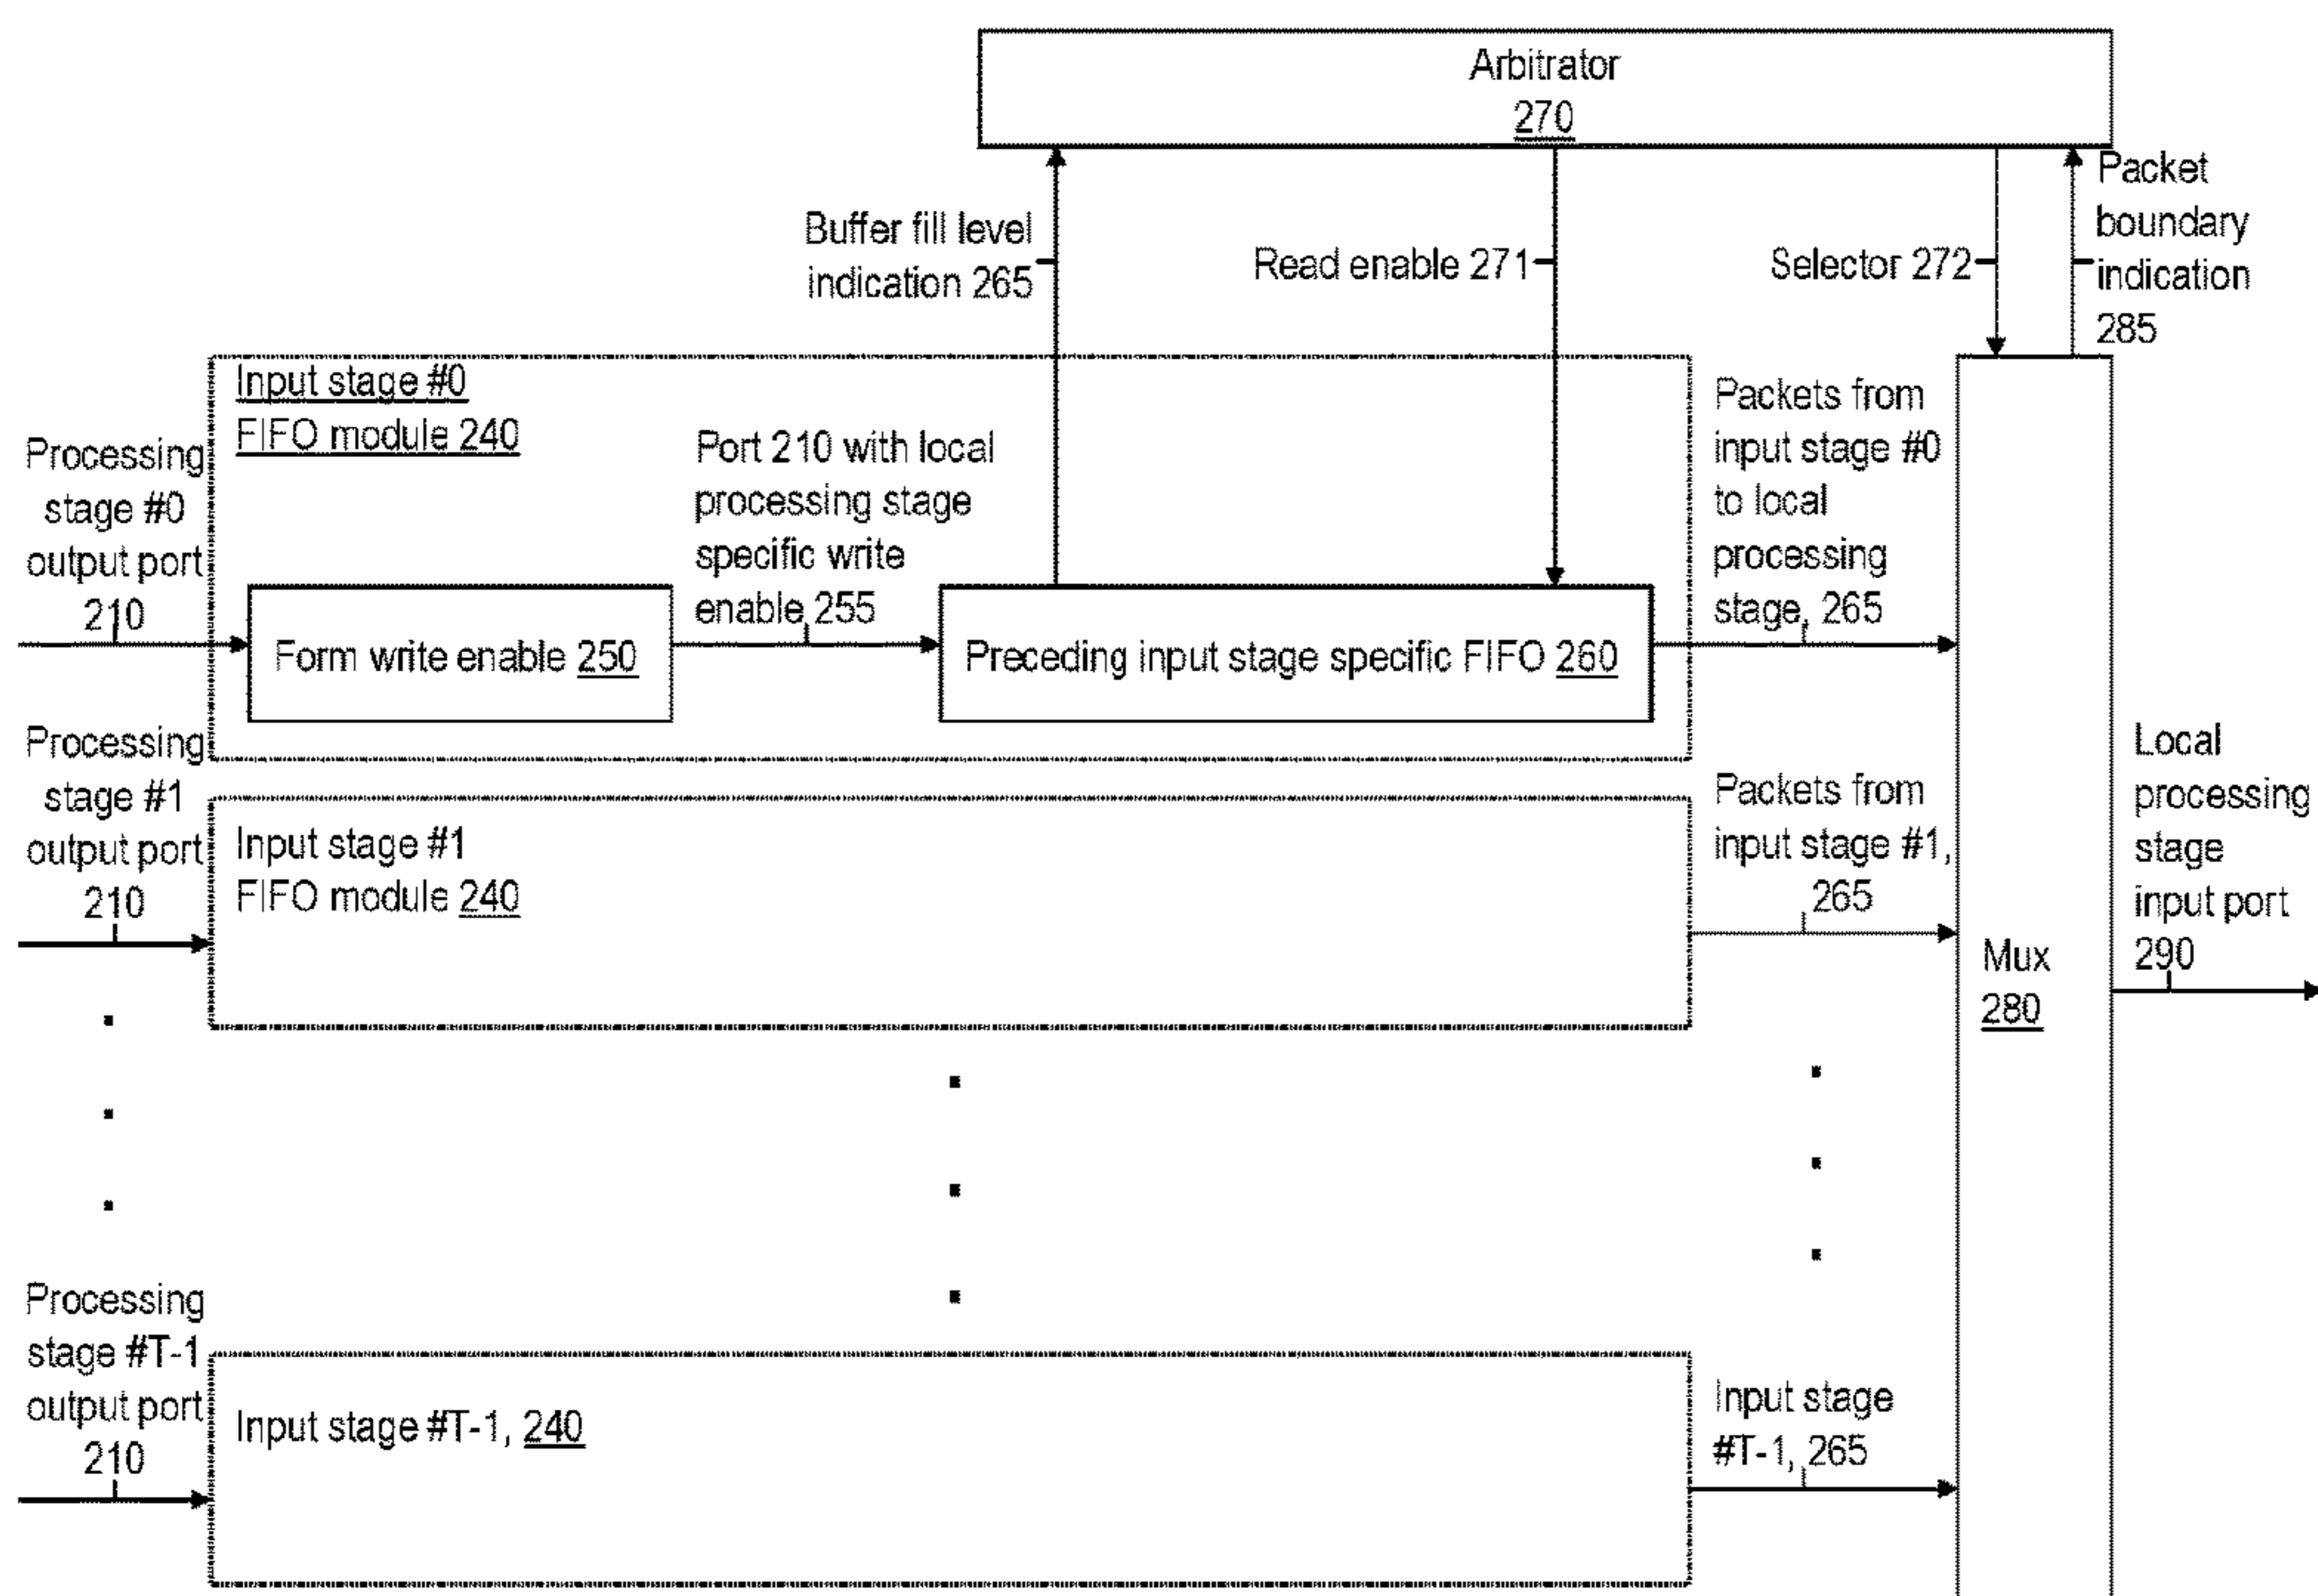 Arbitrator
270
Buffer fill level
indication 265
Read enable 271
Selector 272
Packet
boundary
indication
285
Processing
stage #0
output port
210
Input stage #0
FIFO module 240
Form write enable 250
Port 210 with local
processing stage
specific write
enable 255
Preceding input stage specific FIFO 260
Packets from
input stage #0
to local
processing
stage, 265
Processing
stage #1
output port
210
Input stage #1
FIFO module 240
Packets from
input stage #1,
265
Mux
280
Local
processing
stage
input port
290
Processing
stage #T-1
output port
210
Input stage #T-1, 240
Input stage
#T-1, 265